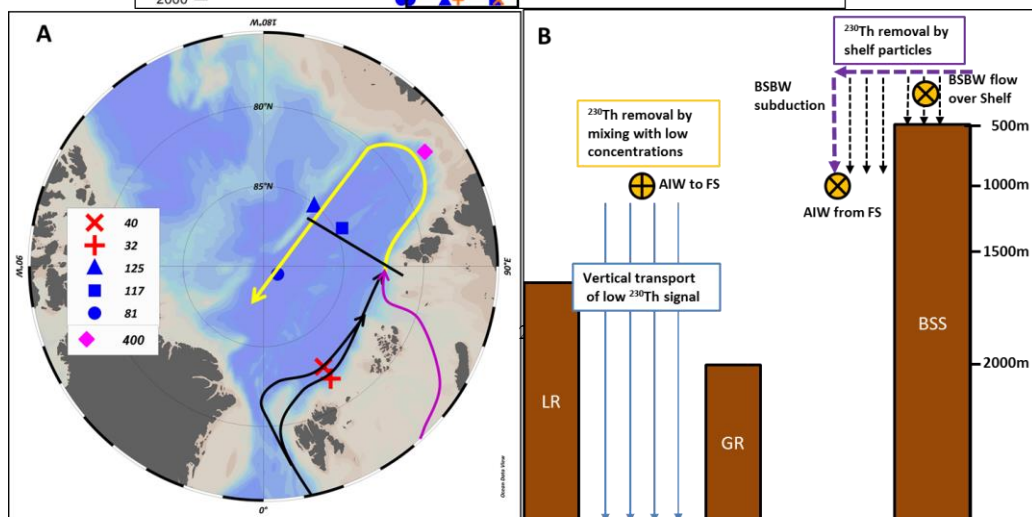 2000
A
180°W
80°N
85°N
90°W
90°E
0°
Ocean Data View
40
32
125
117
81
400
B
²³⁰Th removal by
shelf particles
BSBW
subduction
BSBW flow
over Shelf
²³⁰Th removal by
mixing with low
concentrations
AIW to FS
AIW from FS
Vertical transport
of low ²³⁰Th signal
500m
1000m
1500m
2000m
LR
GR
BSS